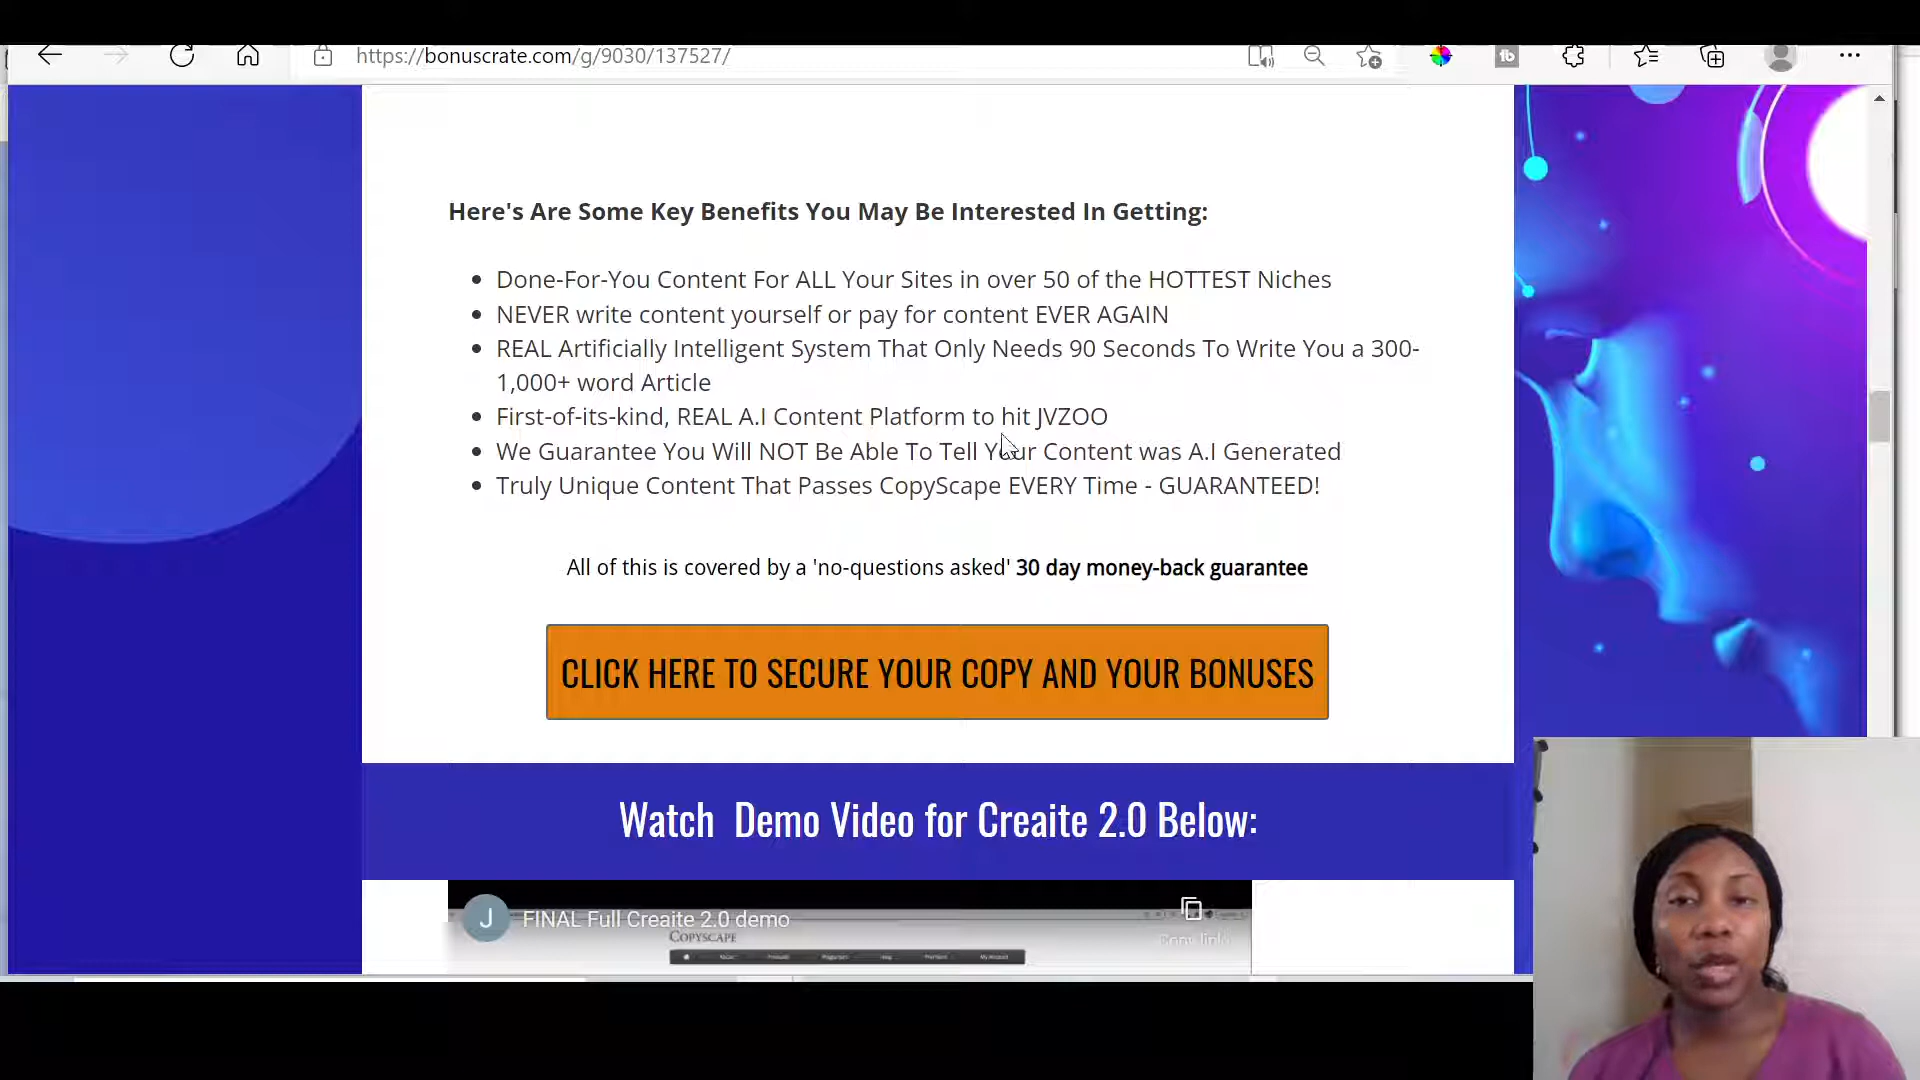 https://bonuscrate.com/g/9030/137527/
Here's Are Some Key Benefits You May Be Interested In Getting:
Done-For-You Content For ALL Your Sites in over 50 of the HOTTEST Niches
NEVER write content yourself or pay for content EVER AGAIN
REAL Artificially Intelligent System That Only Needs 90 Seconds To Write You a 300-
1,000+ word Article
First-of-its-kind, REAL A.I Content Platform to hit JVZOO
We Guarantee You Will NOT Be Able To Tell Your Content was A.I Generated
Truly Unique Content That Passes CopyScape EVERY Time - GUARANTEED!
All of this is covered by a 'no-questions asked' 30 day money-back guarantee
CLICK HERE TO SECURE YOUR COPY AND YOUR BONUSES
Watch Demo Video for Creaite 2.0 Below:
J FINAL Full Creaite 2.0 demo
Copy link
COPYSCAPE